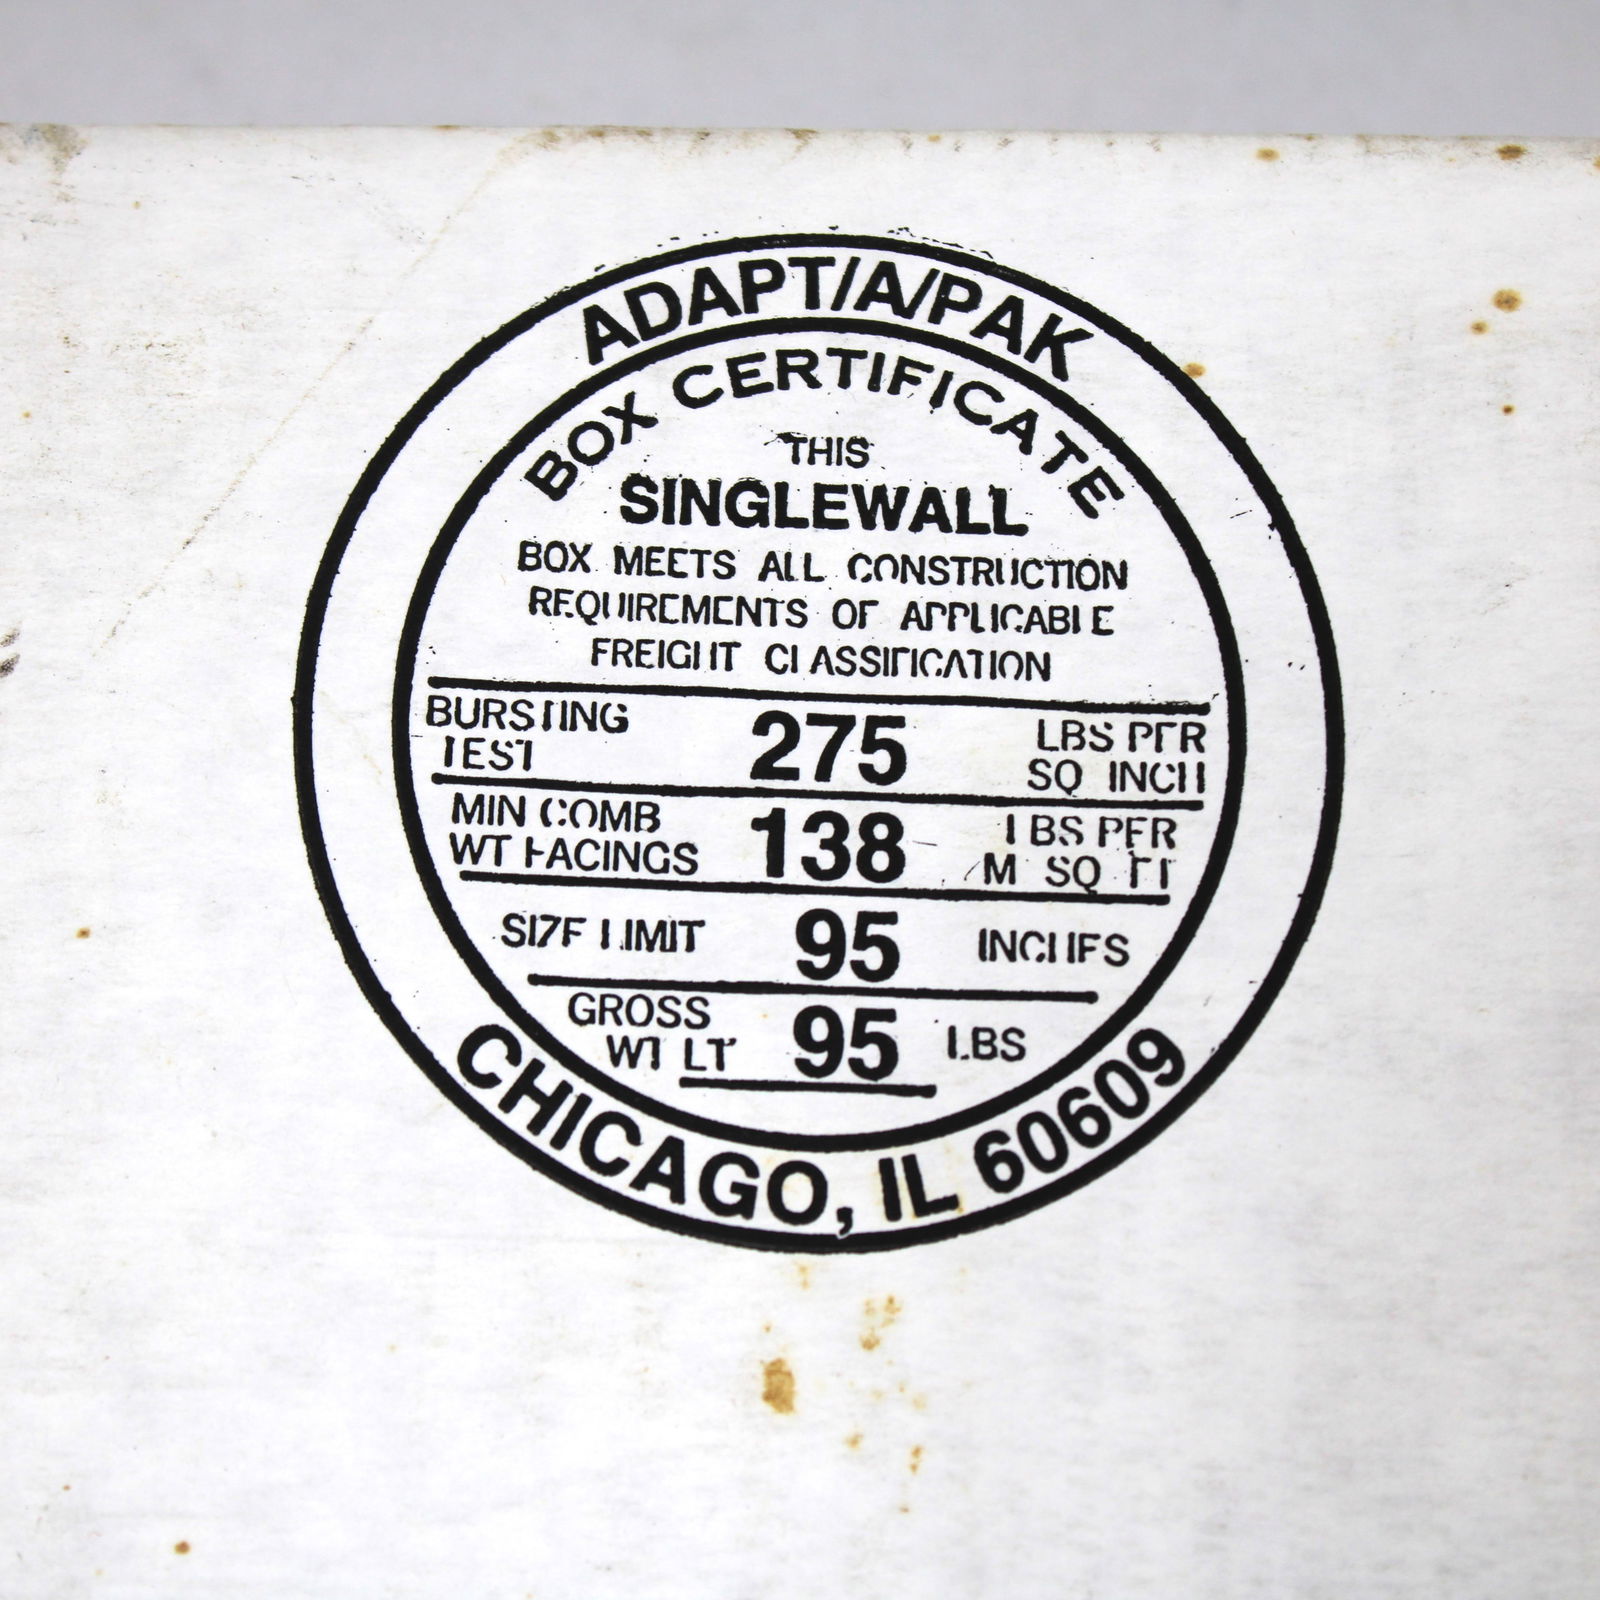 ADAPT/A/PAK
BOX CERTIFICATE
THIS
SINGLEWALL
BOX MEETS ALL CONSTRUCTION
REQUIREMENTS OF APPLICABLE
FREIGHT CLASSIFICATION
BURSTING TEST 275 LBS PER SQ INCH
MIN COMB WT FACINGS 138 LBS PER M SQ FT
SIZE LIMIT 95 INCHES
GROSS WT LT 95 LBS
CHICAGO, IL 60609